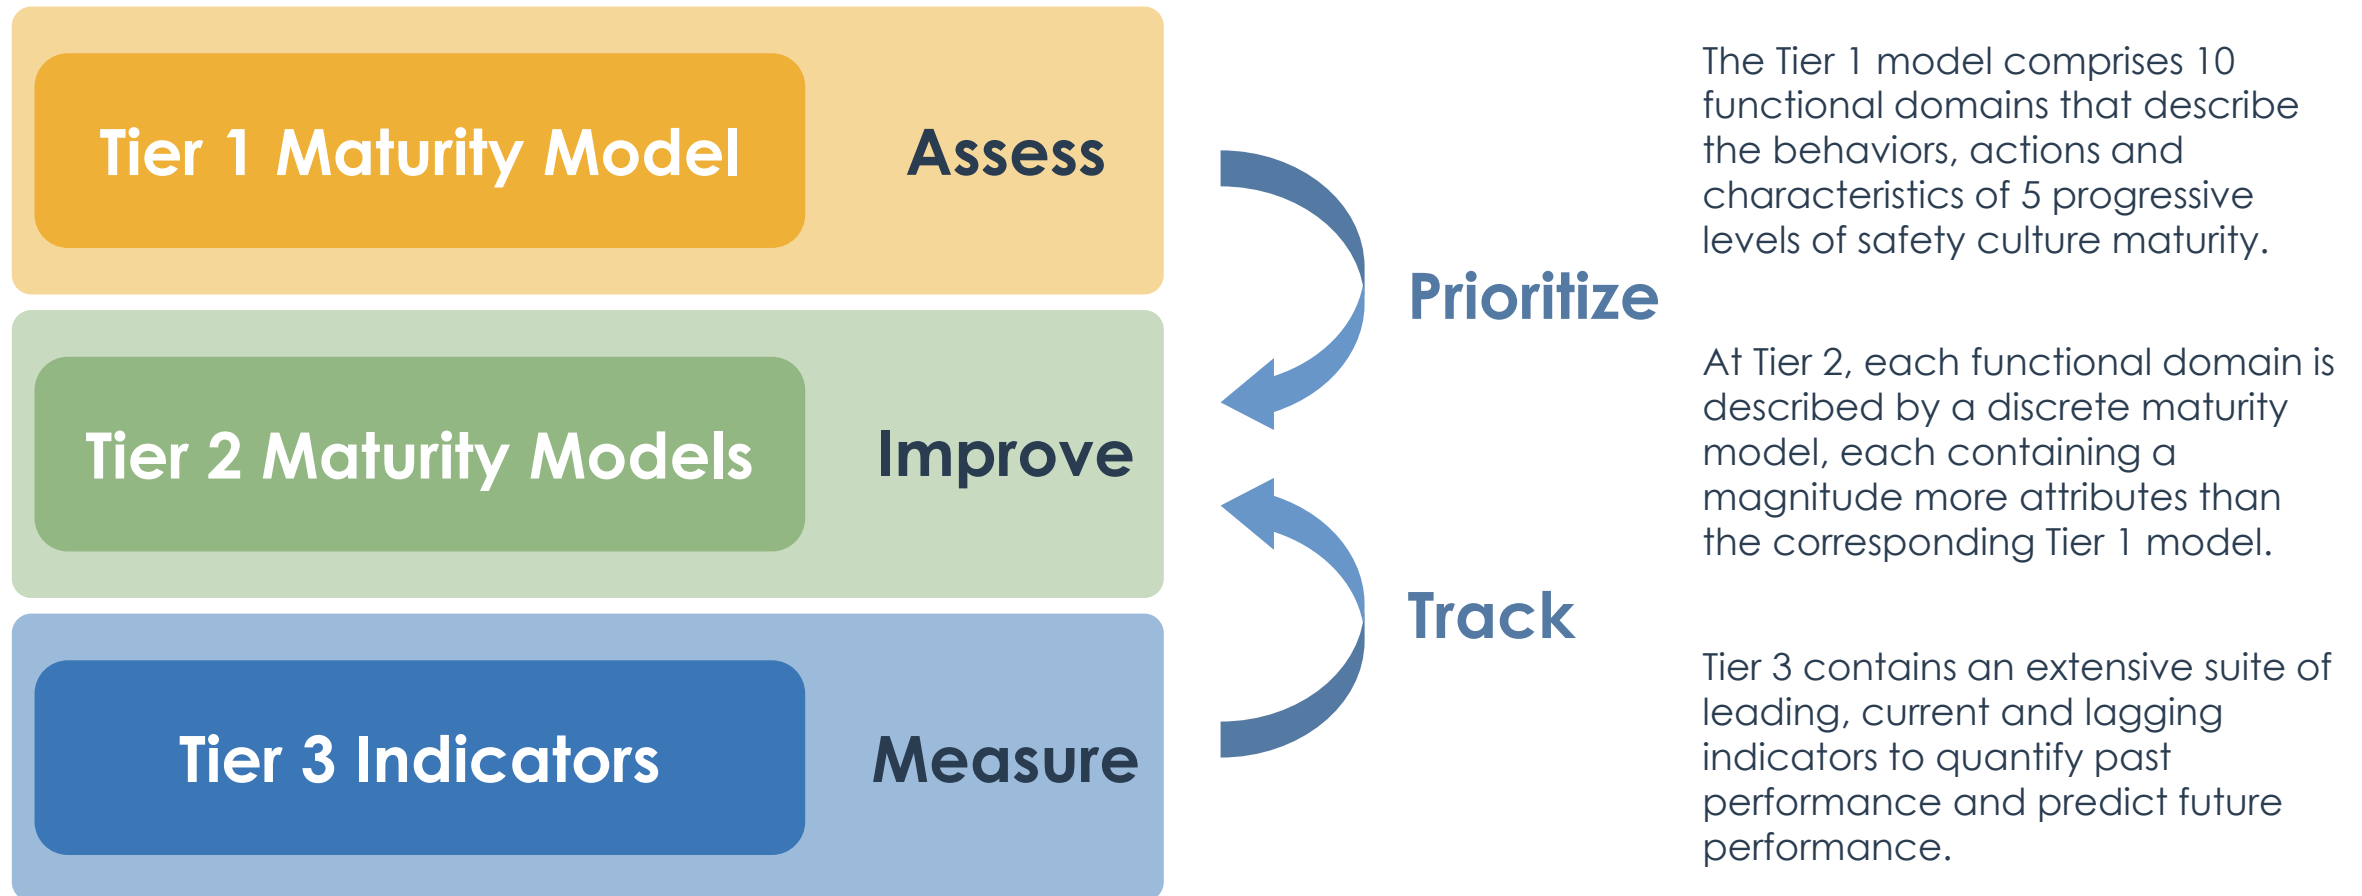 Tier 1 Maturity Model
Assess
The Tier 1 model comprises 10
functional domains that describe
the behaviors, actions and
characteristics of 5 progressive
levels of safety culture maturity.
Prioritize
Tier 2 Maturity Models
Improve
At Tier 2, each functional domain is
described by a discrete maturity
model, each containing a
magnitude more attributes than
the corresponding Tier 1 model.
Track
Tier 3 Indicators
Measure
Tier 3 contains an extensive suite of
leading, current and lagging
indicators to quantify past
performance and predict future
performance.